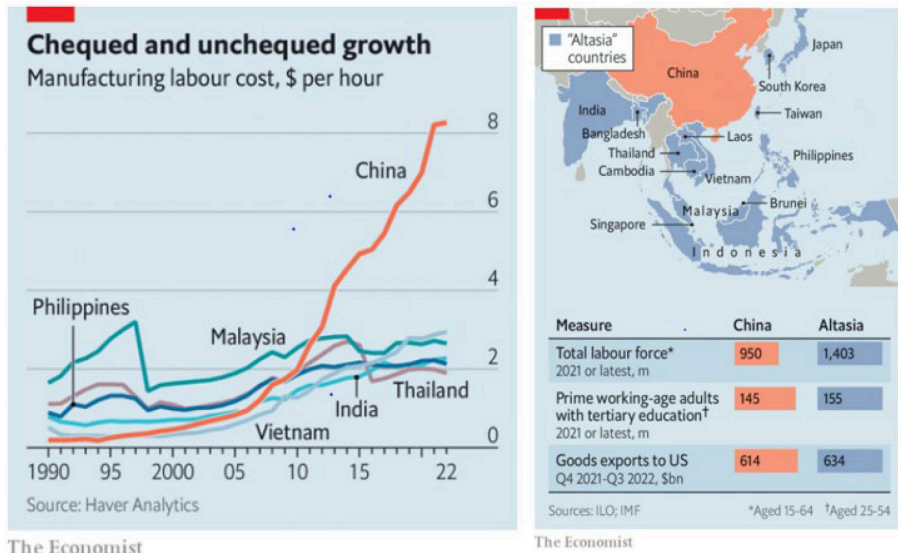 Chequed and unchequed growth
Manufacturing labour cost, $ per hour
8
China
6
4
Philippines
Malaysia
2
Thailand
India
Vietnam
0
1990 95 2000 05 10 15 22
Source: Haver Analytics
The Economist
"Altasia"
countries
Japan
China
South Korea
India
Taiwan
Bangladesh
Laos
Thailand
Philippines
Cambodia
Vietnam
Brunei
Malaysia
Singapore
Indonesia
Measure China Altasia
Total labour force* 950 1,403
2021 or latest, m
Prime working-age adults 145 155
with tertiary education†
2021 or latest, m
Goods exports to US 614 634
Q4 2021-Q3 2022, $bn
Sources: ILO; IMF *Aged 15-64 †Aged 25-54
The Economist